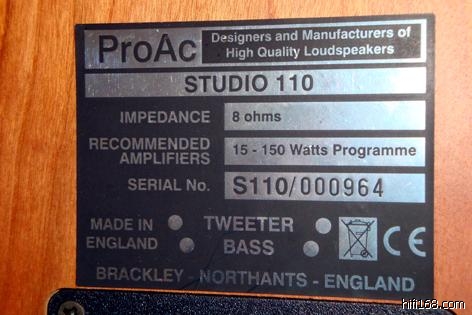 ProAc
Designers and Manufacturers of
High Quality Loudspeakers
STUDIO 110
IMPEDANCE 8 ohms
RECOMMENDED
AMPLIFIERS
15 - 150 Watts Programme
SERIAL No. S110/000964
MADE IN
ENGLAND
TWEETER
BASS
CE
BRACKLEY - NORTHANTS - ENGLAND
hifi168.com